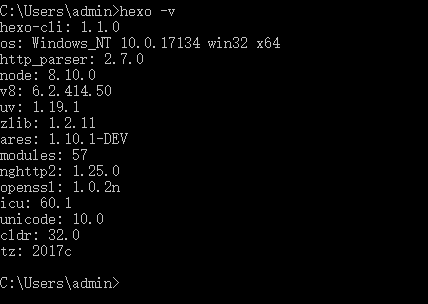 C:\Users\admin>hexo -v
hexo-cli: 1.1.0
os: Windows_NT 10.0.17134 win32 x64
http_parser: 2.7.0
node: 8.10.0
v8: 6.2.414.50
uv: 1.19.1
zlib: 1.2.11
ares: 1.10.1-DEV
modules: 57
nghttp2: 1.25.0
openssl: 1.0.2n
icu: 60.1
unicode: 10.0
cldr: 32.0
tz: 2017c
C:\Users\admin>